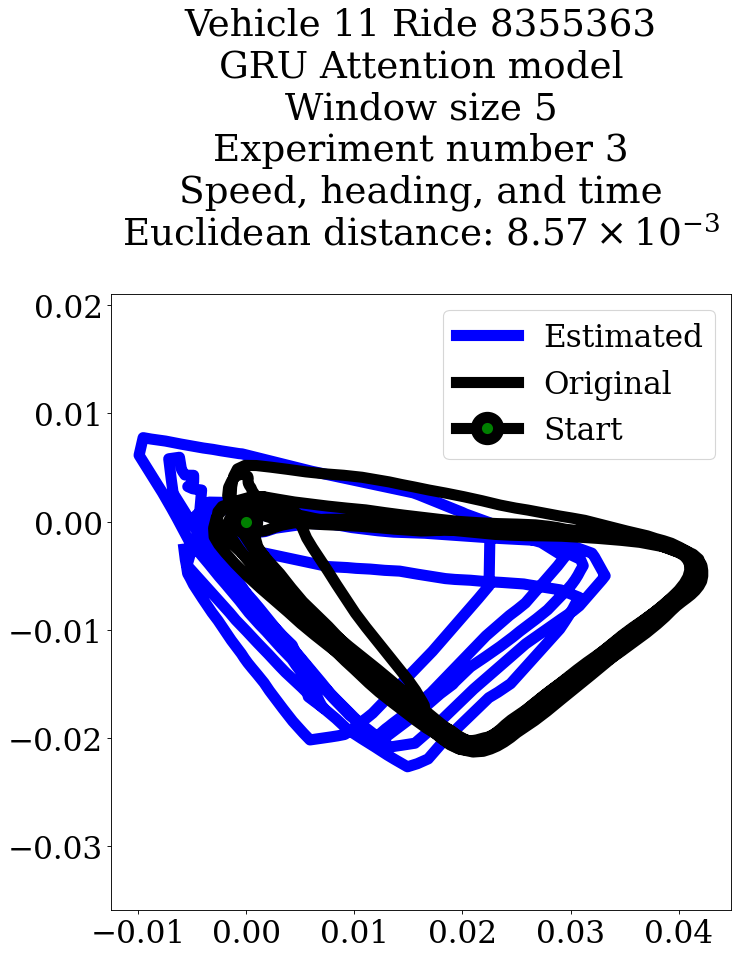 Vehicle 11 Ride 8355363
GRU Attention model
Window size 5
Experiment number 3
Speed, heading, and time
Euclidean distance: 8.57 × 10⁻³
0.02
0.01
0.00
−0.01
−0.02
−0.03
Estimated
Original
Start
−0.01 0.00 0.01 0.02 0.03 0.04